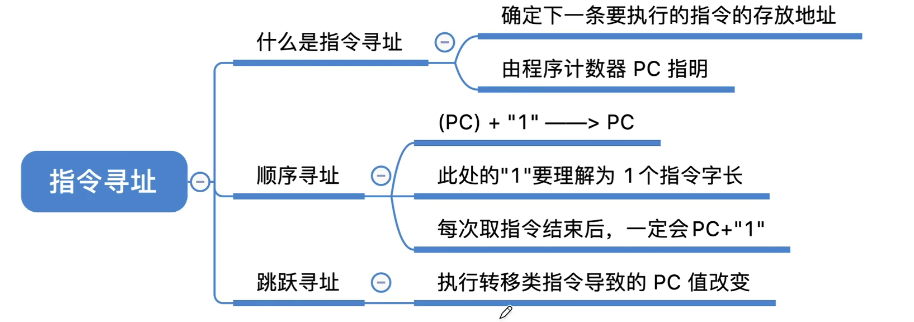 指令寻址
什么是指令寻址
确定下一条要执行的指令的存放地址
由程序计数器 PC 指明
顺序寻址
(PC) + "1" ——> PC
此处的"1"要理解为 1个指令字长
每次取指令结束后，一定会PC+"1"
跳跃寻址
执行转移类指令导致的 PC 值改变